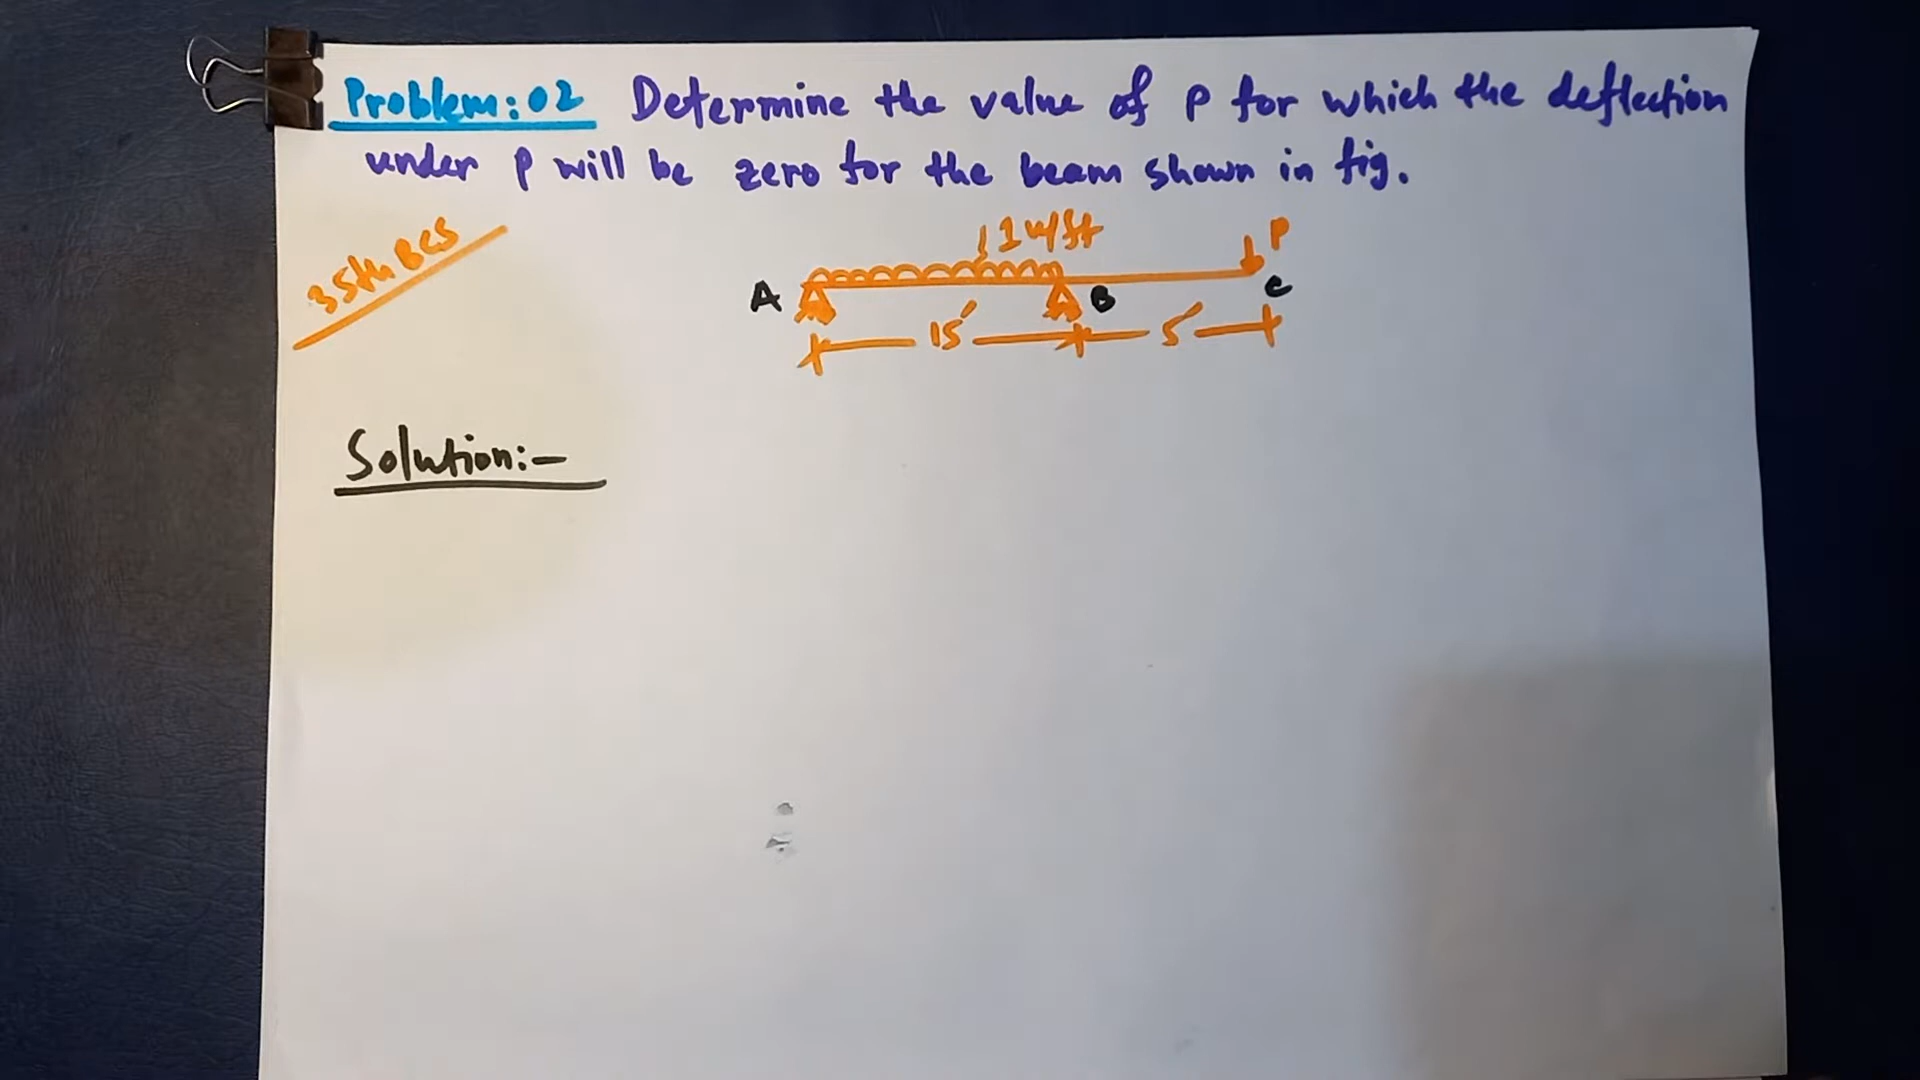 Problem: 02 Determine the value of P for which the deflection
under P will be zero for the beam shown in fig.
35th BCS
1 w/ft P
A B C
15' 5'
Solution:-